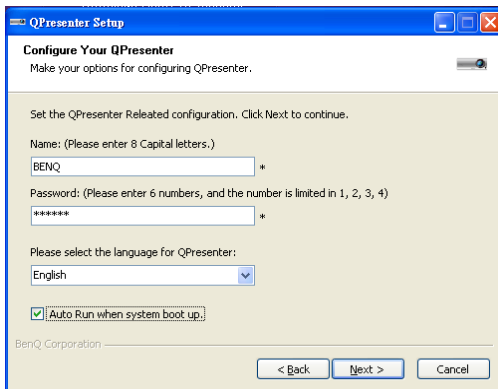 QPresenter Setup
Configure Your QPresenter
Make your options for configuring QPresenter.
Set the QPresenter Releated configuration. Click Next to continue.
Name: (Please enter 8 Capital letters.)
BENQ
*
Password: (Please enter 6 numbers, and the number is limited in 1, 2, 3, 4)
******
*
Please select the language for QPresenter:
English
Auto Run when system boot up.
BenQ Corporation
< Back Next > Cancel